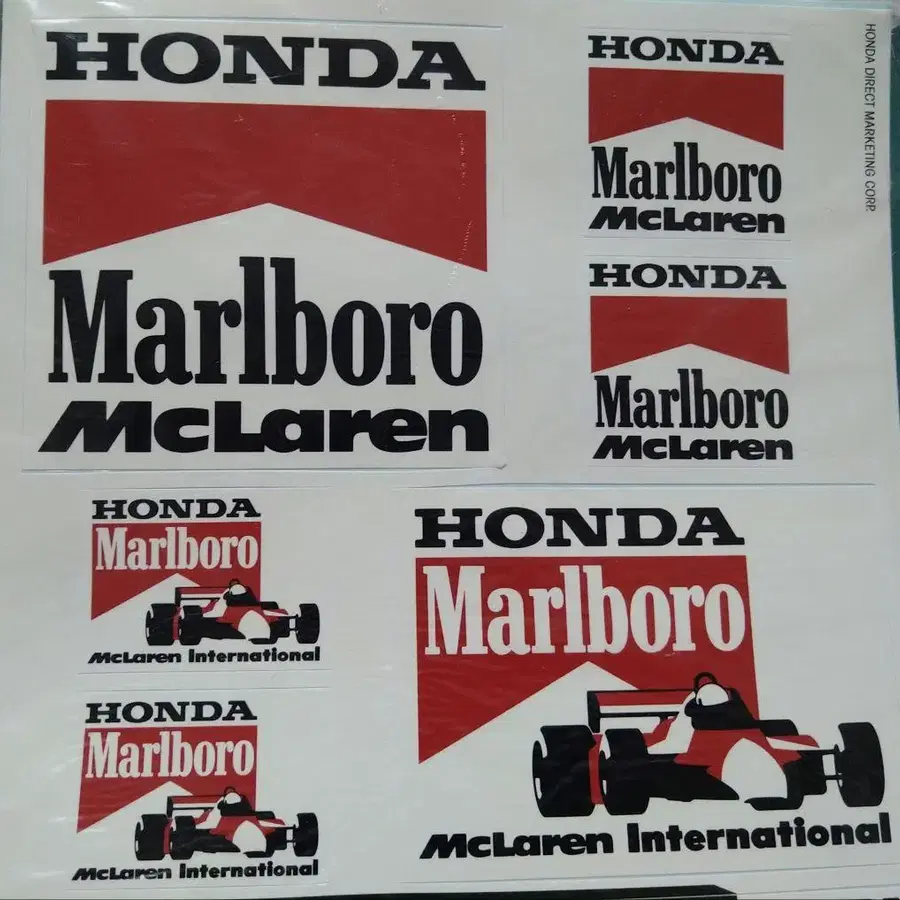 HONDA
Marlboro
McLaren
HONDA
Marlboro
McLaren
HONDA DIRECT MARKETING CORP.
HONDA
Marlboro
McLaren
HONDA
Marlboro
McLaren International
HONDA
Marlboro
McLaren International
HONDA
Marlboro
McLaren International